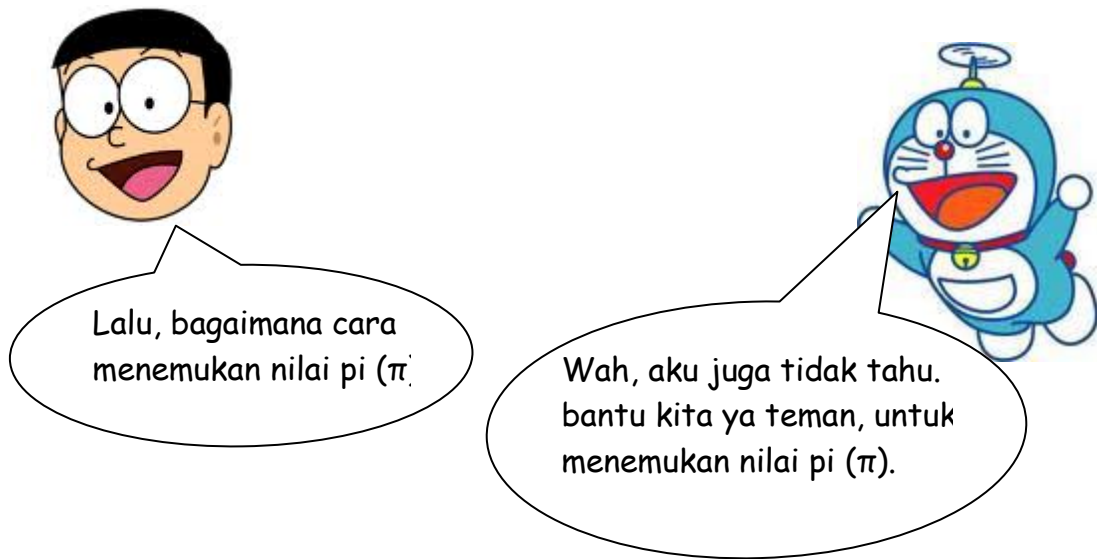 Lalu, bagaimana cara
menemukan nilai pi (π)
Wah, aku juga tidak tahu.
bantu kita ya teman, untuk
menemukan nilai pi (π).